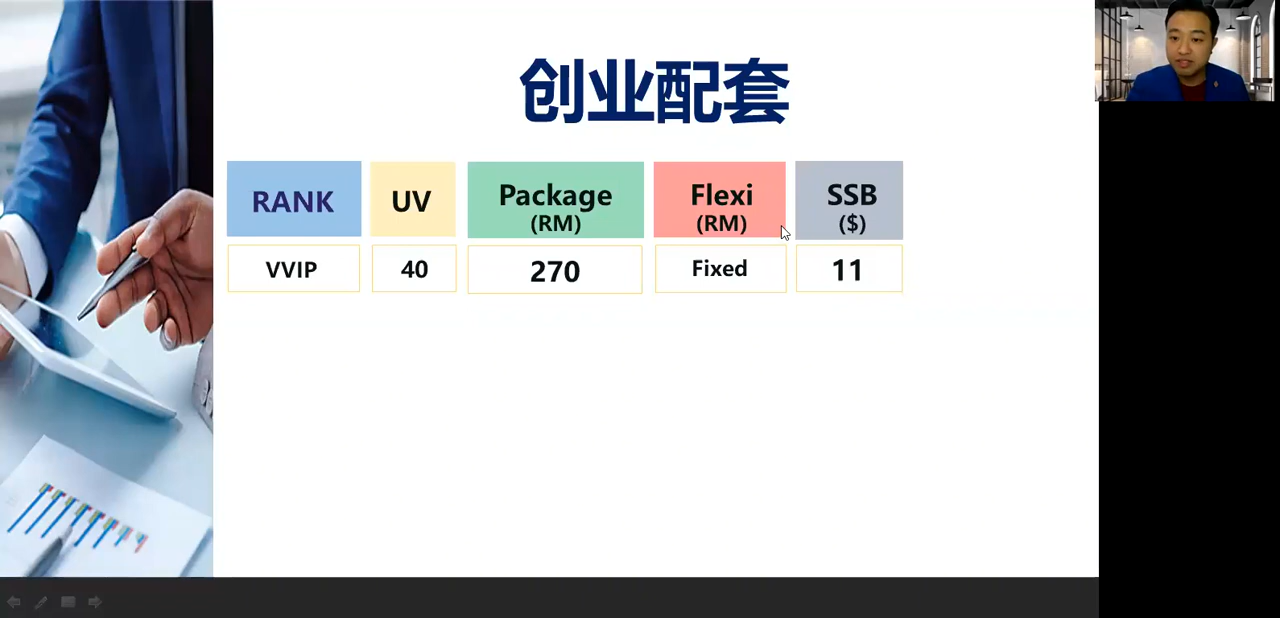 创业配套
RANK UV Package (RM) Flexi (RM) SSB ($)
VVIP 40 270 Fixed 11